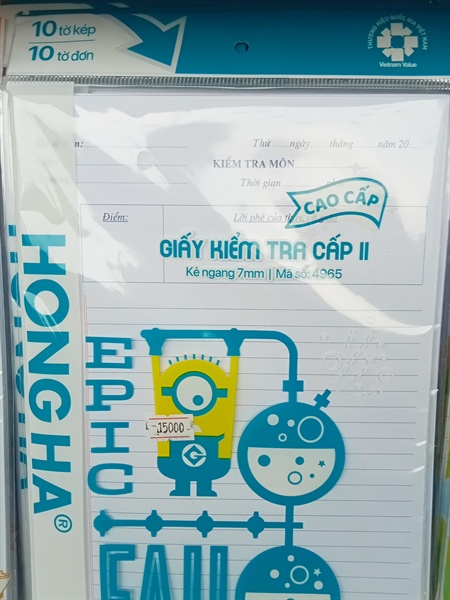 10 tờ kép
10 tờ đơn
THƯƠNG HIỆU QUỐC GIA VIỆT NAM
Vietnam Value
Thứ ......ngày ......tháng ......năm 20
KIỂM TRA MÔN
Thời gian
CAO CẤP
Điểm:
Lời phê của
GIẤY KIỂM TRA CẤP II
Kẻ ngang 7mm | Mã số: 4965
HONG HA®
EPIC
15000
G
FAIL